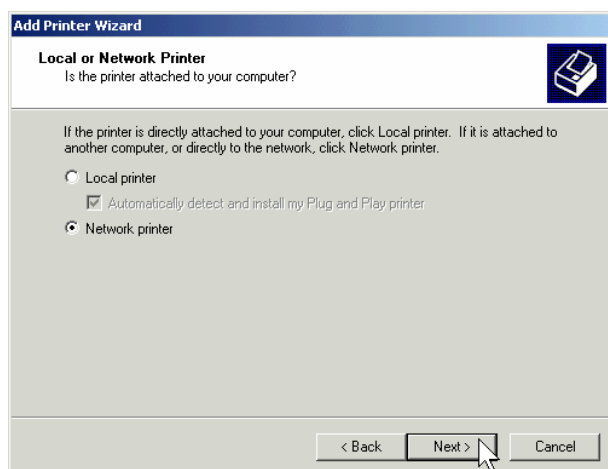 Add Printer Wizard
Local or Network Printer
Is the printer attached to your computer?
If the printer is directly attached to your computer, click Local printer. If it is attached to
another computer, or directly to the network, click Network printer.
Local printer
Automatically detect and install my Plug and Play printer
Network printer
< Back
Next >
Cancel